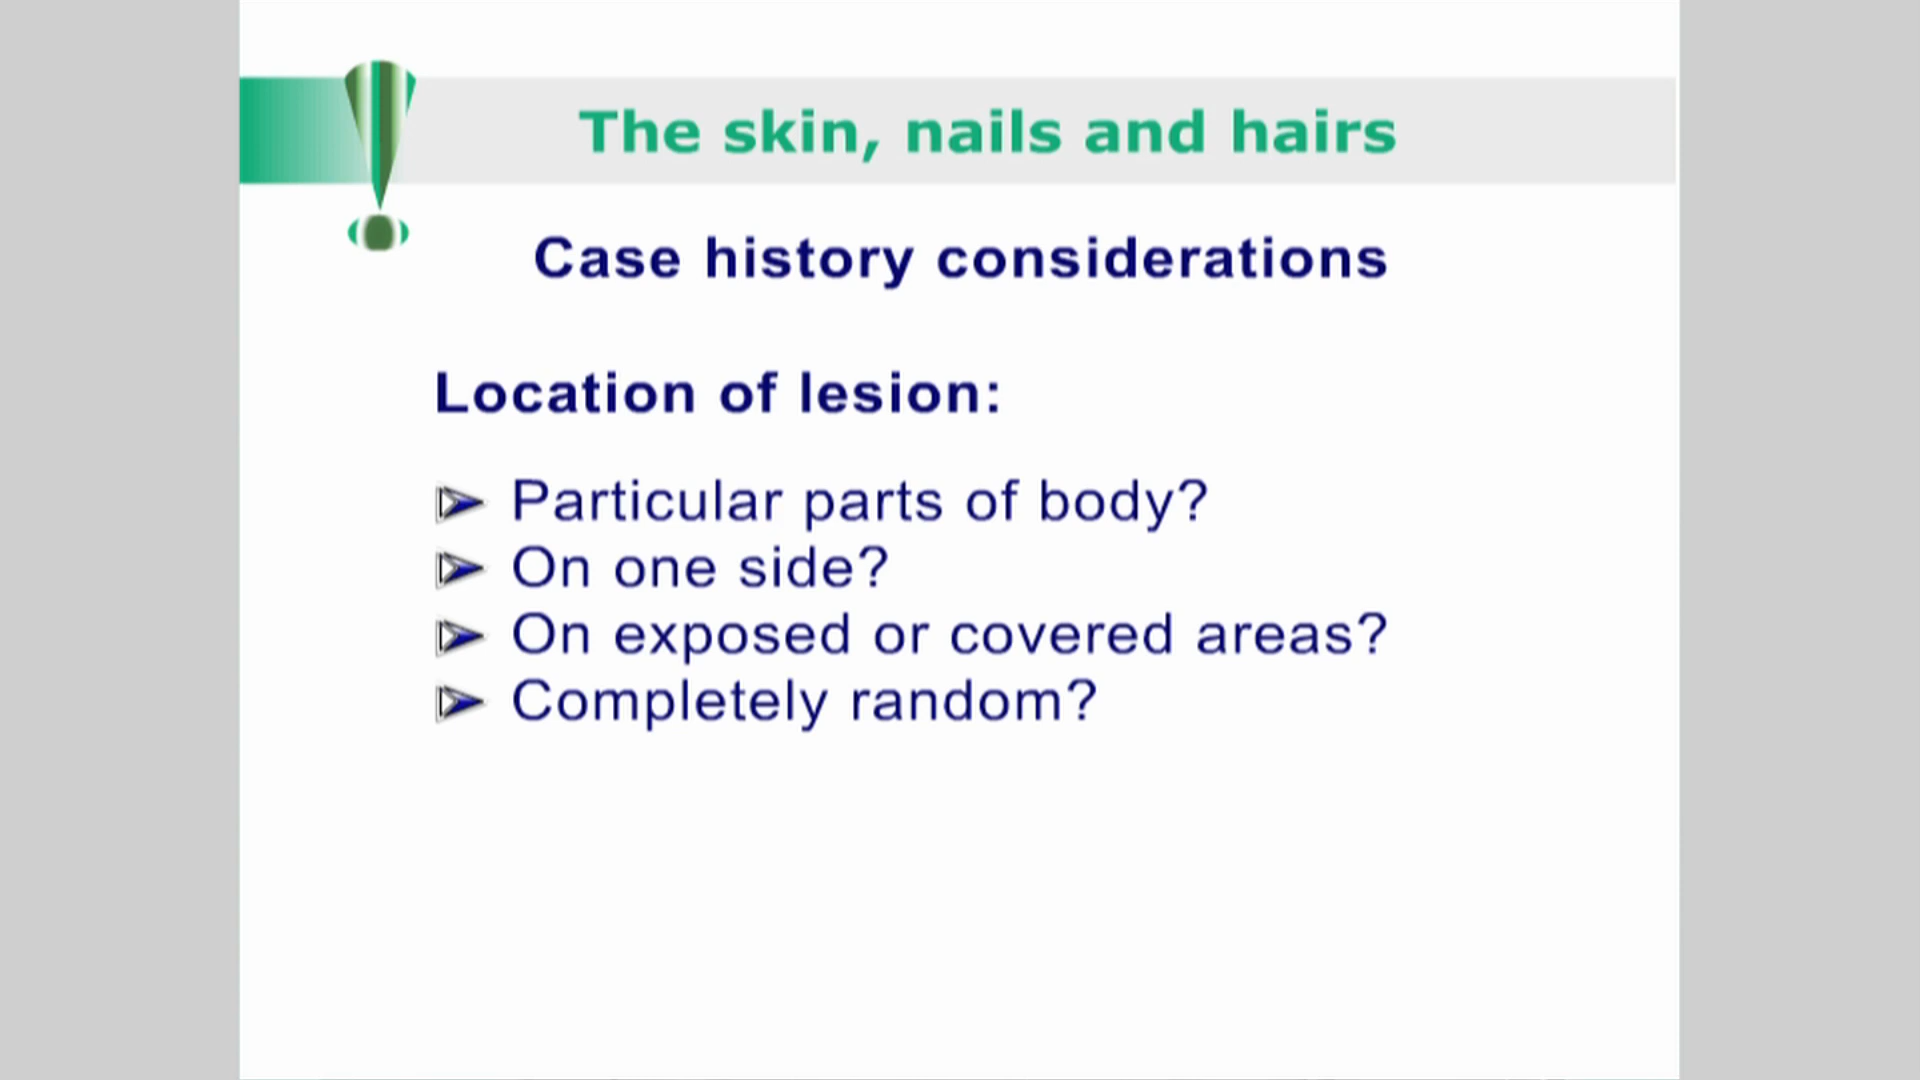 The skin, nails and hairs
Case history considerations
Location of lesion:
Particular parts of body?
On one side?
On exposed or covered areas?
Completely random?